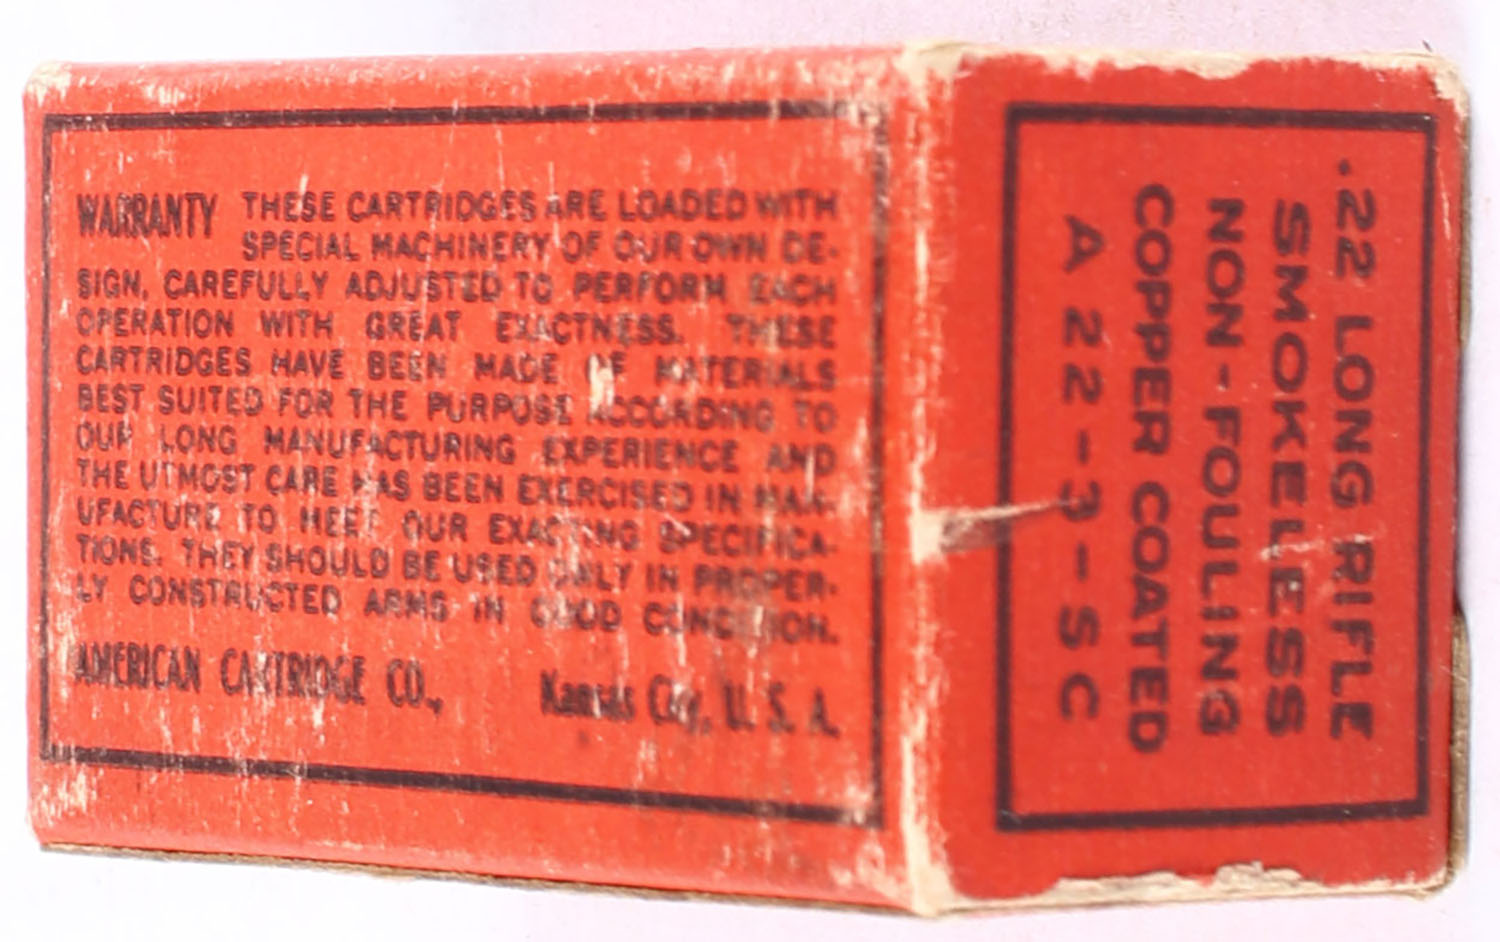 WARRANTY THESE CARTRIDGES ARE LOADED WITH
SPECIAL MACHINERY OF OUR OWN DE-
SIGN, CAREFULLY ADJUSTED TO PERFORM EACH
OPERATION WITH GREAT EXACTNESS. THESE
CARTRIDGES HAVE BEEN MADE OF MATERIALS
BEST SUITED FOR THE PURPOSE ACCORDING TO
OUR LONG MANUFACTURING EXPERIENCE AND
THE UTMOST CARE HAS BEEN EXERCISED IN MAN-
UFACTURE TO MEET OUR EXACTING SPECIFICA-
TIONS. THEY SHOULD BE USED ONLY IN PROPER-
LY CONSTRUCTED ARMS IN GOOD CONDITION.
AMERICAN CARTRIDGE CO., Kansas City, U. S. A.
.22 LONG RIFLE
SMOKELESS
NON-FOULING
COPPER COATED
A 22-3-SC